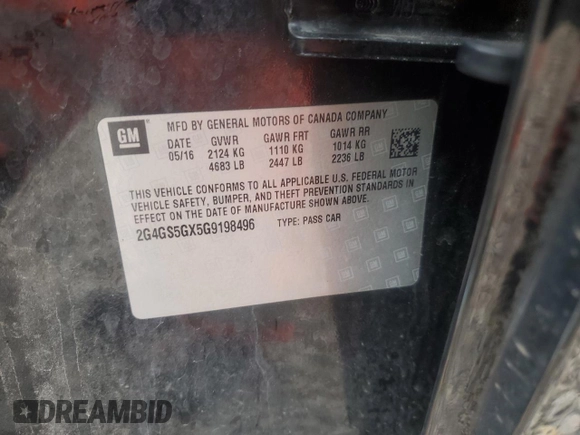 GM
MFD BY GENERAL MOTORS OF CANADA COMPANY
DATE GVWR GAWR FRT GAWR RR
05/16 2124 KG 1110 KG 1014 KG
4683 LB 2447 LB 2236 LB
THIS VEHICLE CONFORMS TO ALL APPLICABLE U.S. FEDERAL MOTOR
VEHICLE SAFETY, BUMPER, AND THEFT PREVENTION STANDARDS IN
EFFECT ON THE DATE OF MANUFACTURE SHOWN ABOVE.
2G4GS5GX5G9198496 TYPE: PASS CAR
DREAMBID